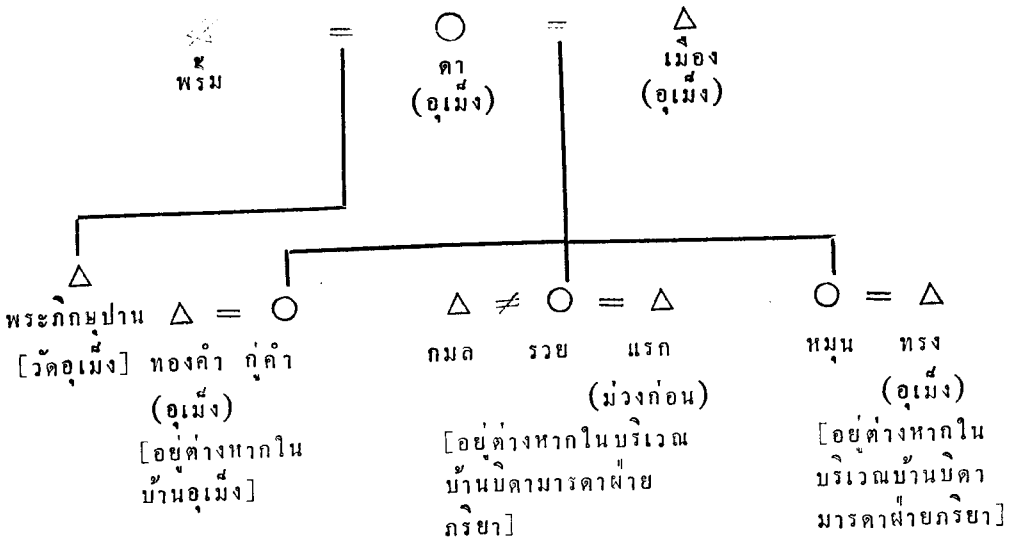 พรัม = ดา = เมือง
(อุเม็ง) (อุเม็ง)
พระภิกษุปาน = ≠ = =
[วัดอุเม็ง] ทองคำ กู่คำ กมล รวย แรก หมุน ทรง
(อุเม็ง) (ม่วงก่อน) (อุเม็ง)
[อยู่ต่างหากใน [อยู่ต่างหากในบริเวณ [อยู่ต่างหากใน
บ้านอุเม็ง] บ้านบิดามารดาฝ่าย บริเวณบ้านบิดา
ภริยา] มารดาฝ่ายภริยา]